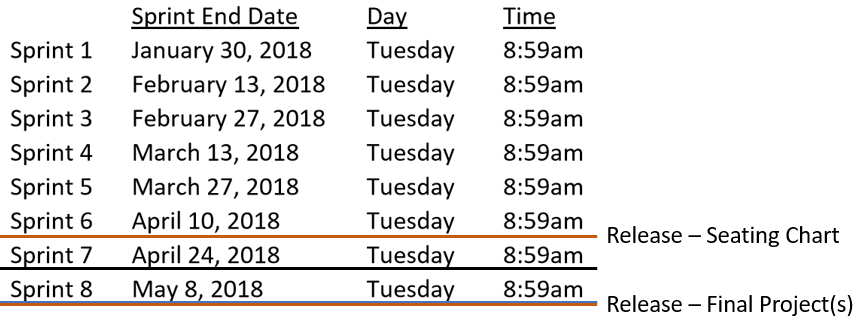 Sprint End Date Day Time
Sprint 1 January 30, 2018 Tuesday 8:59am
Sprint 2 February 13, 2018 Tuesday 8:59am
Sprint 3 February 27, 2018 Tuesday 8:59am
Sprint 4 March 13, 2018 Tuesday 8:59am
Sprint 5 March 27, 2018 Tuesday 8:59am
Sprint 6 April 10, 2018 Tuesday 8:59am
Release – Seating Chart
Sprint 7 April 24, 2018 Tuesday 8:59am
Sprint 8 May 8, 2018 Tuesday 8:59am
Release – Final Project(s)